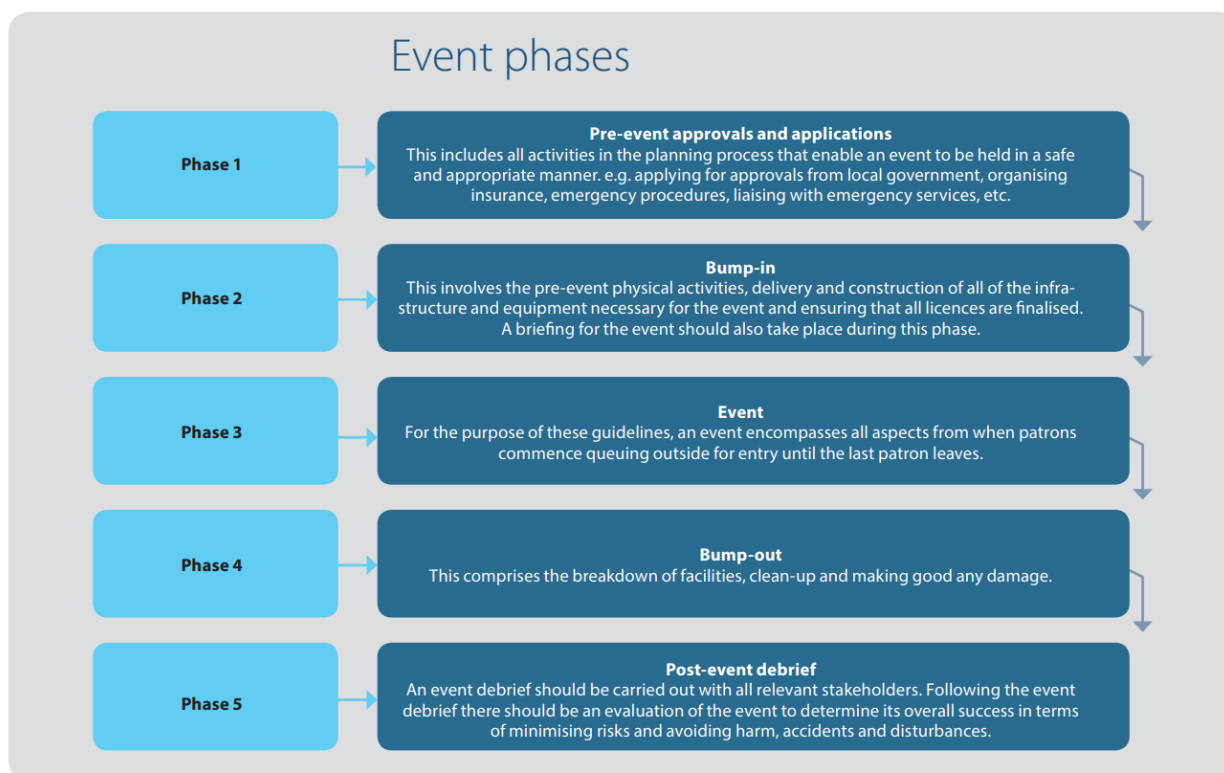 Event phases
Phase 1
Pre-event approvals and applications
This includes all activities in the planning process that enable an event to be held in a safe
and appropriate manner. e.g. applying for approvals from local government, organising
insurance, emergency procedures, liaising with emergency services, etc.
Phase 2
Bump-in
This involves the pre-event physical activities, delivery and construction of all of the infra-
structure and equipment necessary for the event and ensuring that all licences are finalised.
A briefing for the event should also take place during this phase.
Phase 3
Event
For the purpose of these guidelines, an event encompasses all aspects from when patrons
commence queuing outside for entry until the last patron leaves.
Phase 4
Bump-out
This comprises the breakdown of facilities, clean-up and making good any damage.
Phase 5
Post-event debrief
An event debrief should be carried out with all relevant stakeholders. Following the event
debrief there should be an evaluation of the event to determine its overall success in terms
of minimising risks and avoiding harm, accidents and disturbances.